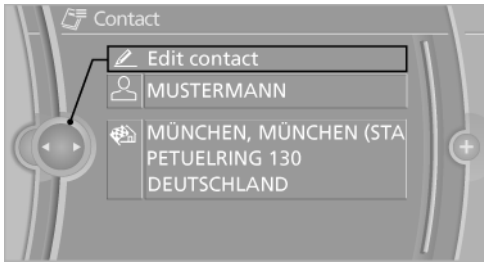 Contact
Edit contact
MUSTERMANN
MÜNCHEN, MÜNCHEN (STA
PETUELRING 130
DEUTSCHLAND